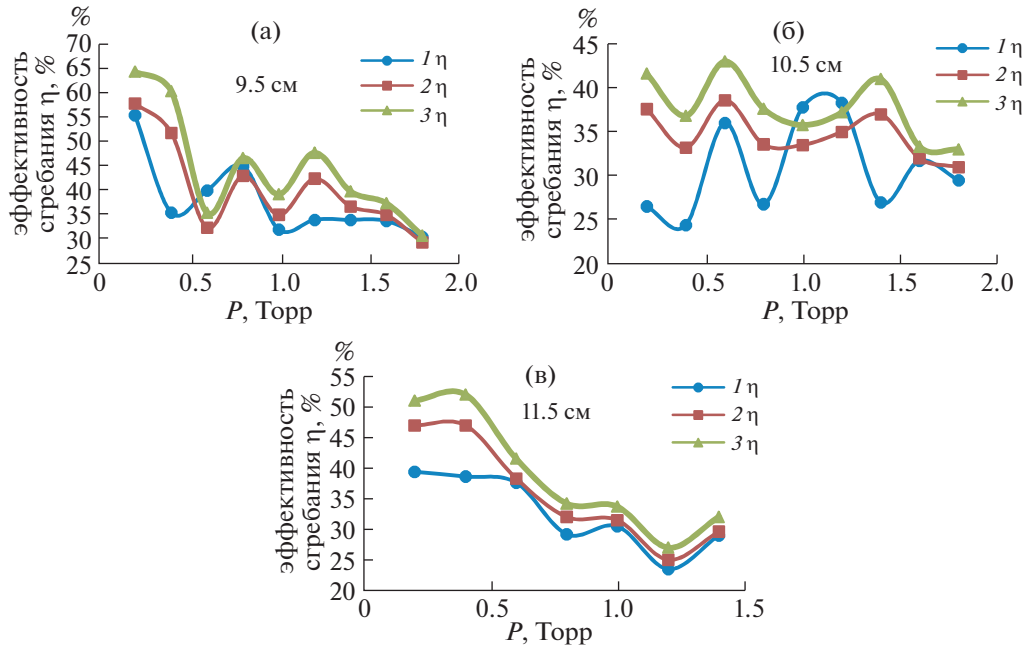 %
(а)
эффективность
сгребания η, %
70
65
60
55
50
45
40
35
30
25
9.5 см
1 η
2 η
3 η
0
0.5
1.0
1.5
2.0
P, Торр
%
(б)
эффективность
сгребания η, %
45
40
35
30
25
20
10.5 см
1 η
2 η
3 η
0
0.5
1.0
1.5
2.0
P, Торр
%
(в)
эффективность
сгребания η, %
55
50
45
40
35
30
25
20
11.5 см
1 η
2 η
3 η
0
0.5
1.0
1.5
P, Торр